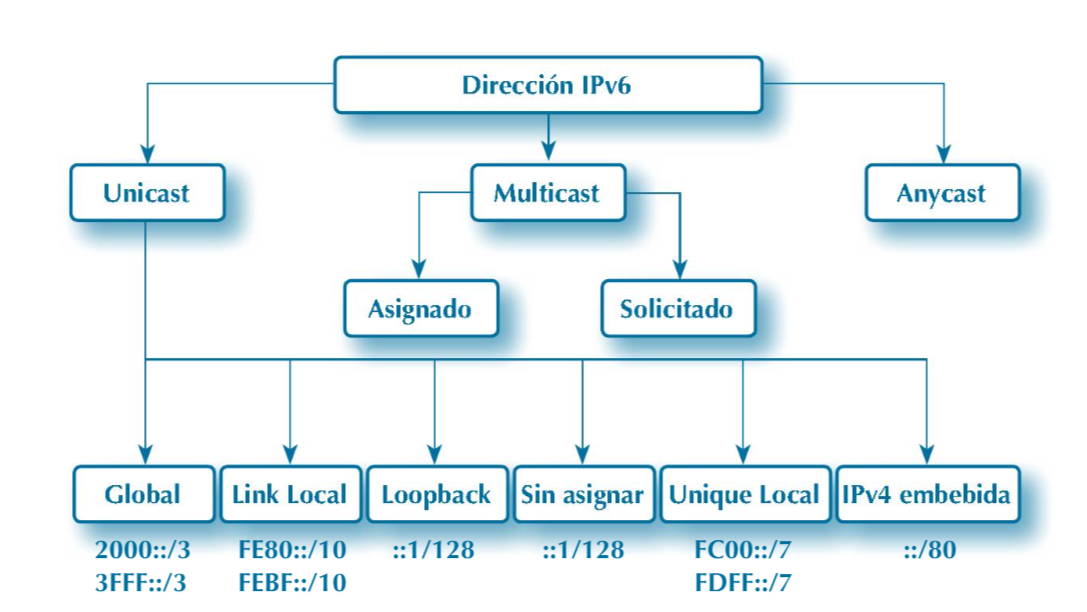 Dirección IPv6
Unicast
Multicast
Anycast
Asignado
Solicitado
Global
Link Local
Loopback
Sin asignar
Unique Local
IPv4 embebida
2000::/3
FE80::/10
::1/128
::1/128
FC00::/7
::/80
3FFF::/3
FEBF::/10
FDFF::/7